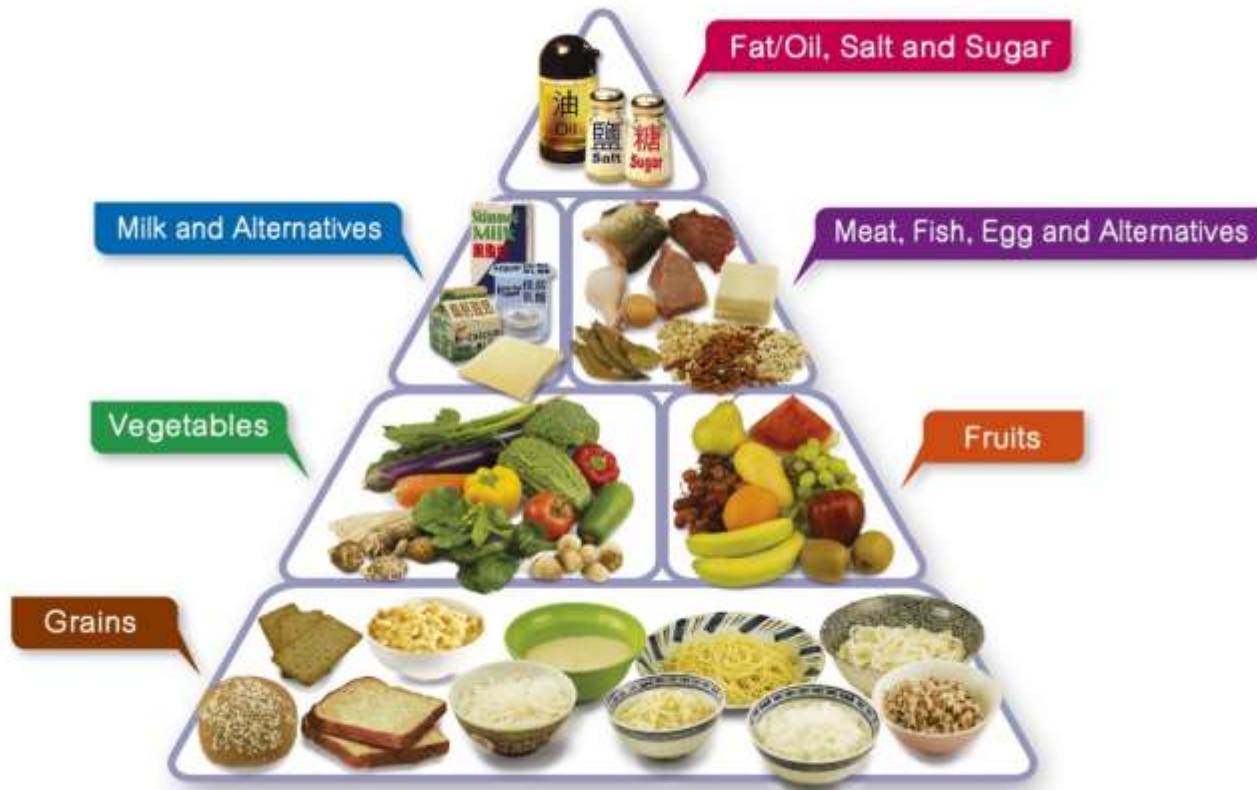 Fat/Oil, Salt and Sugar
油
Oil
鹽
Salt
糖
Sugar
Milk and Alternatives
Milk
Meat, Fish, Egg and Alternatives
Vegetables
Fruits
Grains